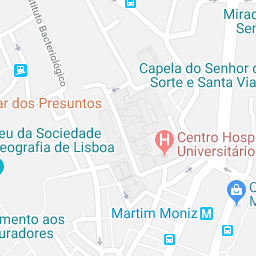 stituto Bacteriológico
Mirad
Sen
Capela do Senhor d
Sorte e Santa Via
ar dos Presuntos
eu da Sociedade
eografia de Lisboa
H
Centro Hosp
Universitário
C
M
mento aos
uradores
Martim Moniz M